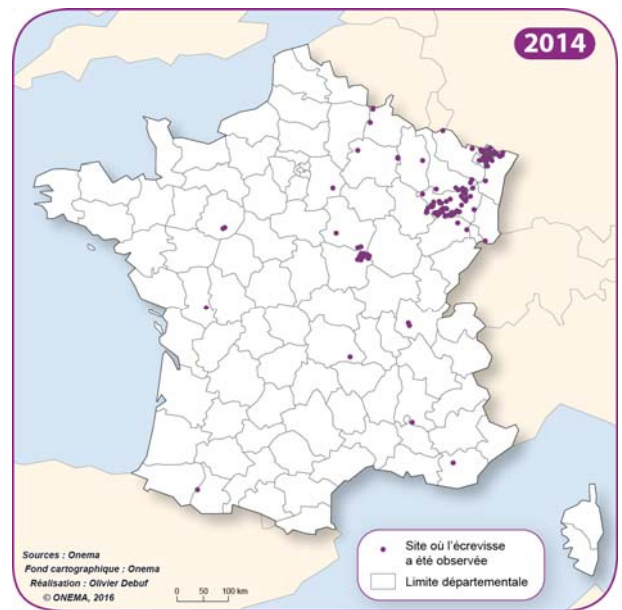 2014
Site où l'écrevisse
a été observée
Limite départementale
Sources : Onema
Fond cartographique : Onema
Réalisation : Olivier Debuf
© ONEMA, 2016
0 50 100 km